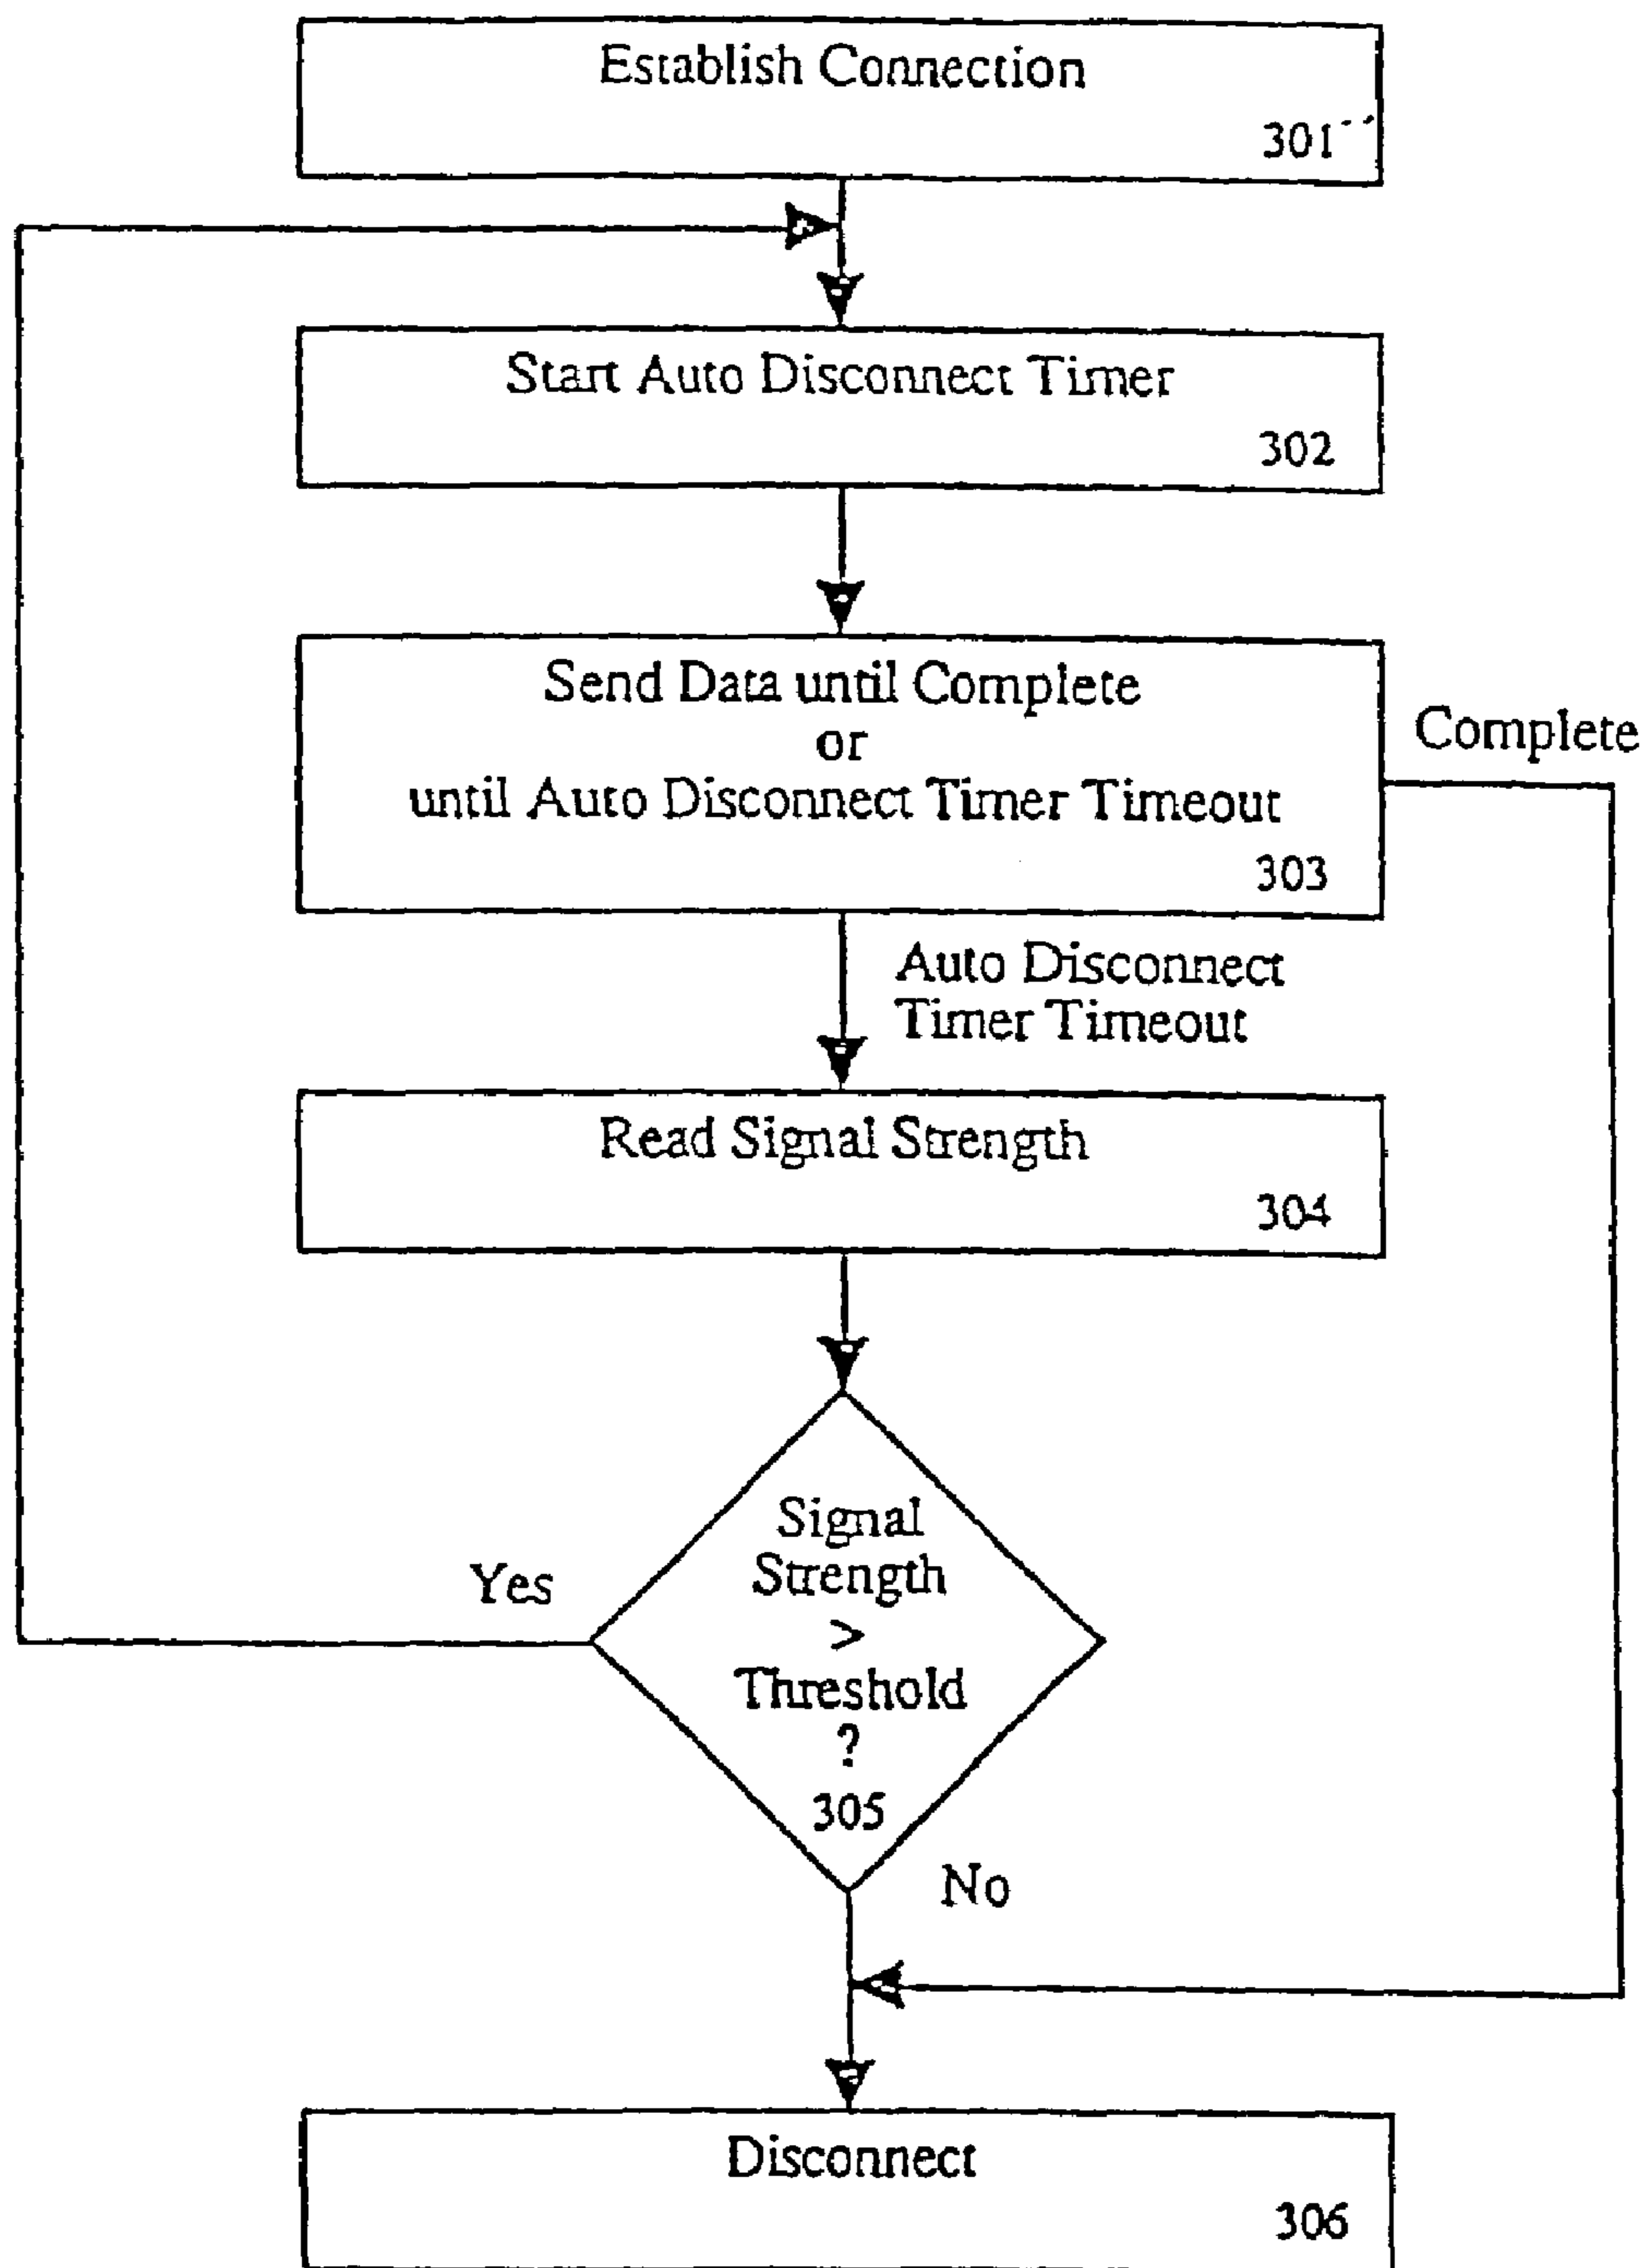 Establish Connection
301
Start Auto Disconnect Timer
302
Send Data until Complete
or
until Auto Disconnect Timer Timeout
303
Complete
Auto Disconnect
Timer Timeout
Read Signal Strength
304
Signal
Strength
>
Threshold
?
305
Yes
No
Disconnect
306